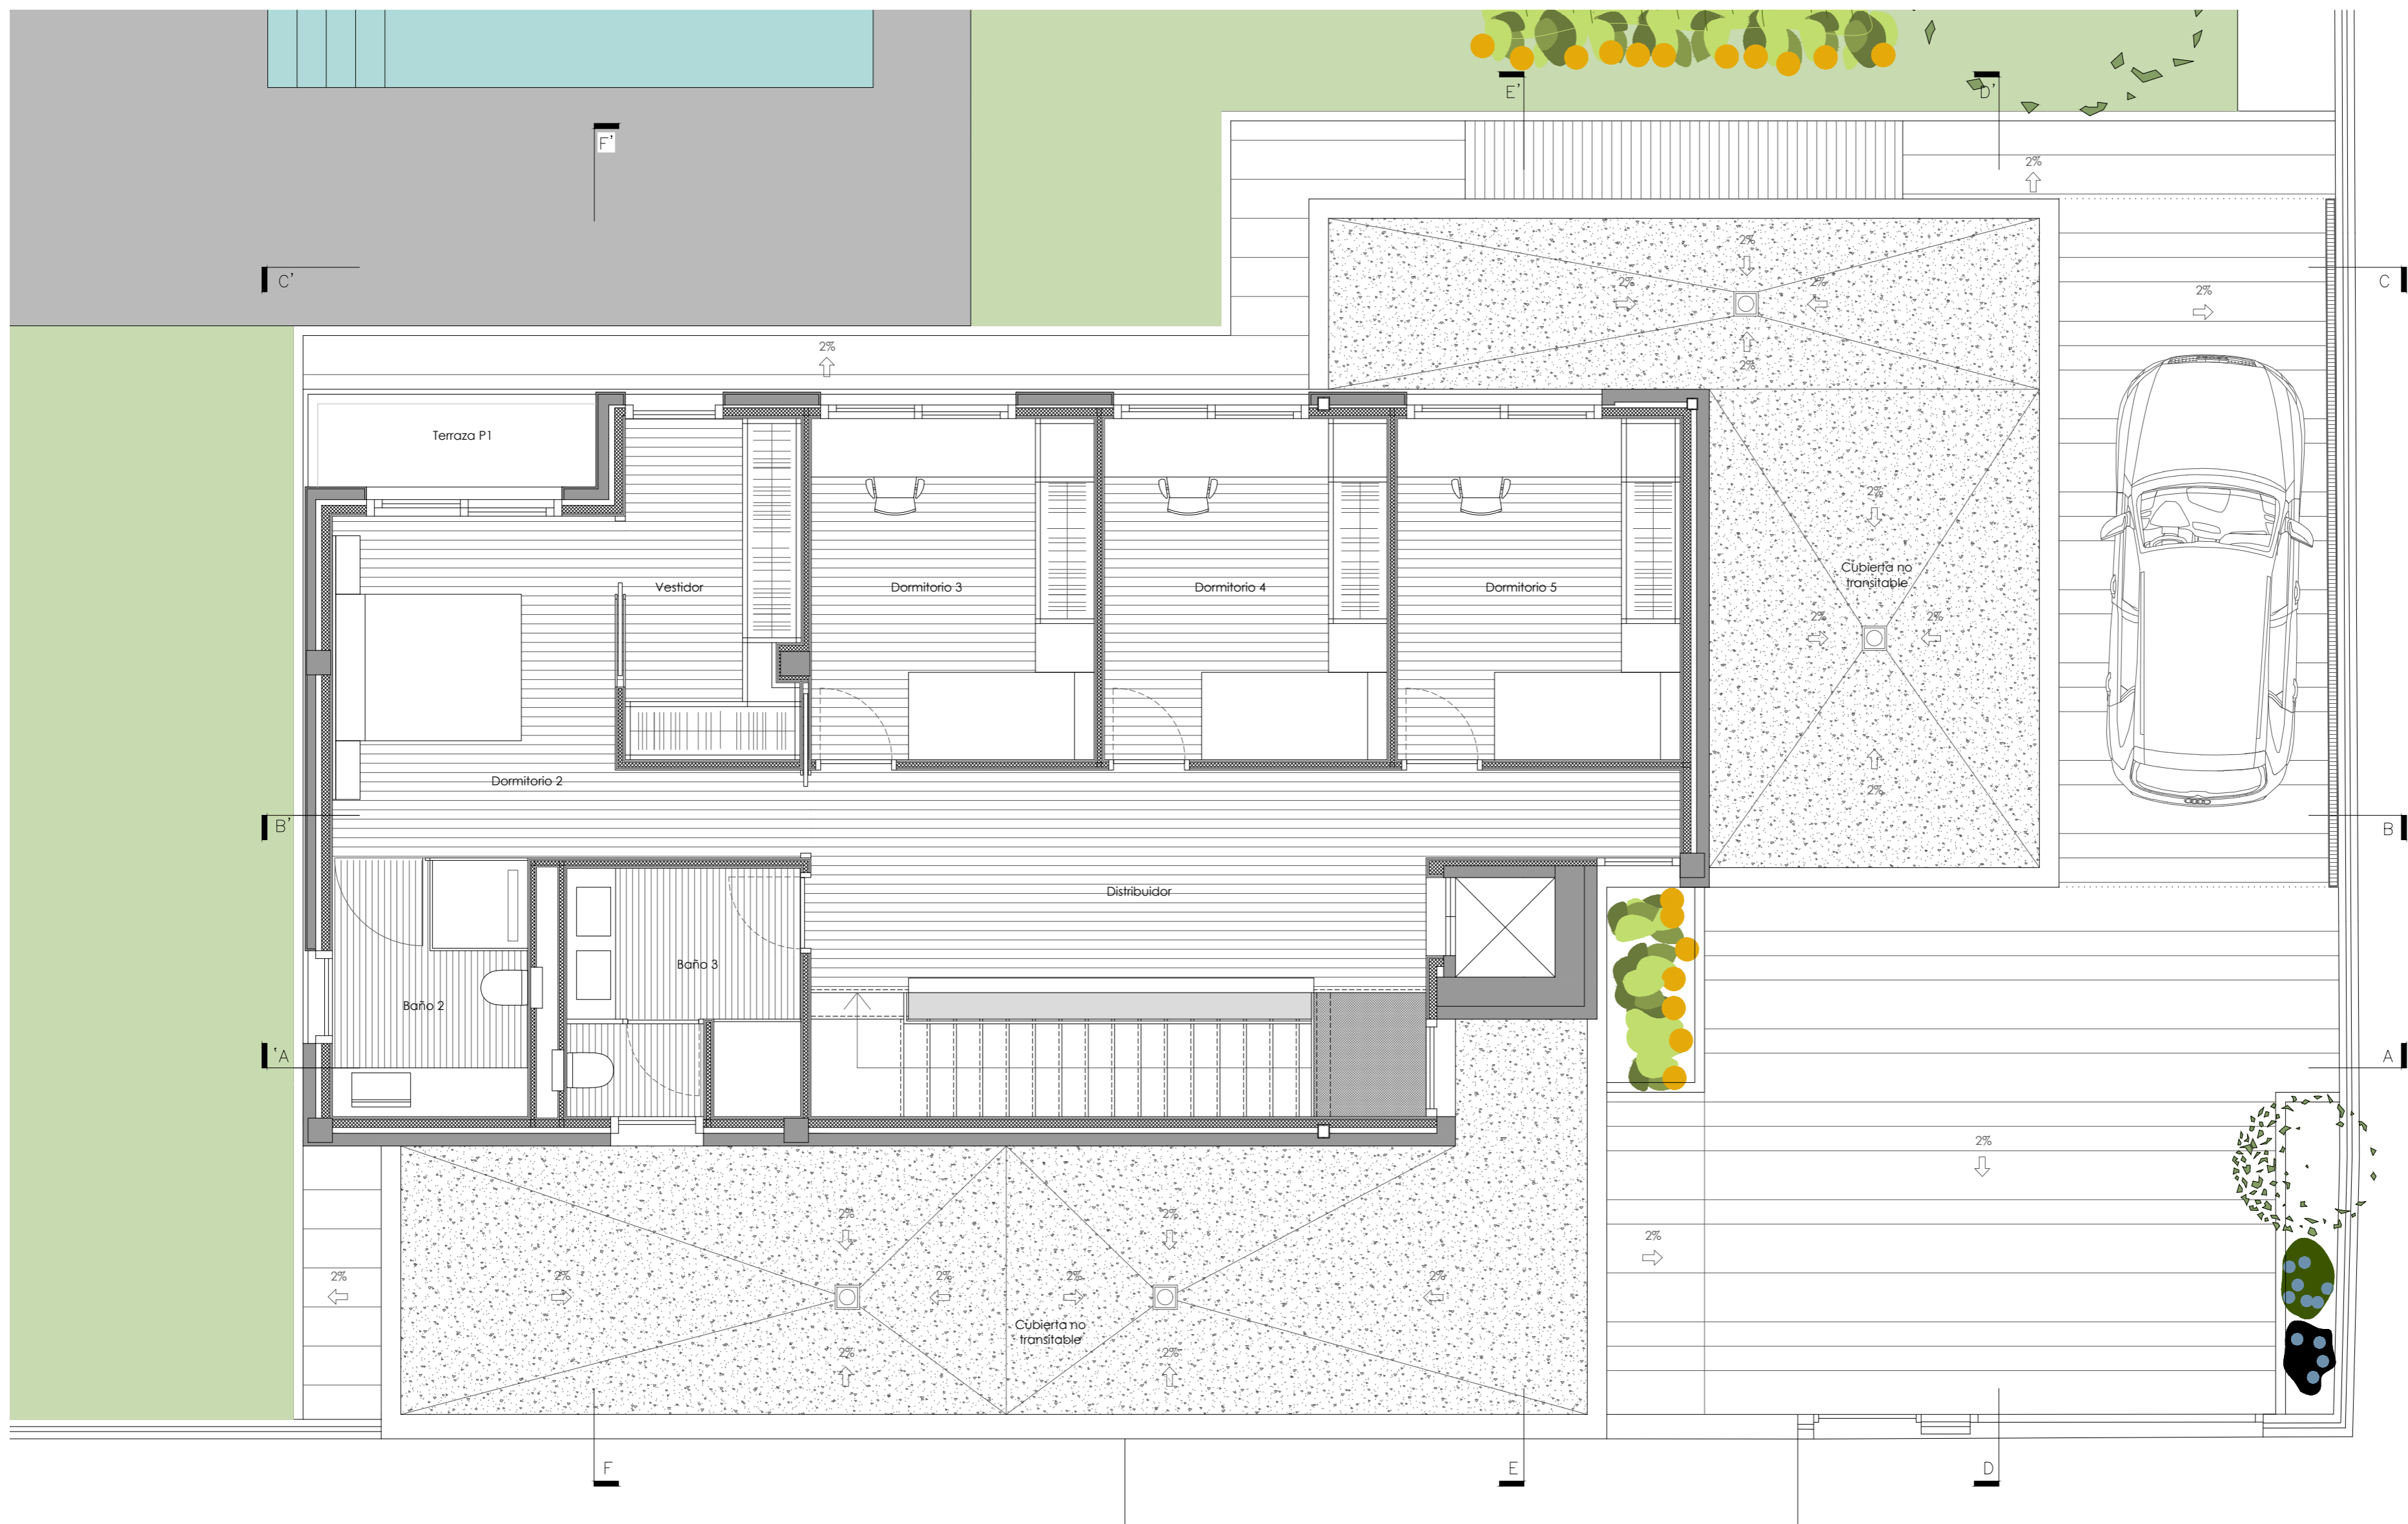 E'
D'
F'
2%
2%
C'
C
2%
2%
2%
2%
2%
2%
Terraza P1
2%
Cubierta no
transitable
Vestidor
Dormitorio 3
Dormitorio 4
Dormitorio 5
2%
2%
Dormitorio 2
2%
B'
B
Distribuidor
Baño 3
Baño 2
'A
A
2%
2%
2%
2%
2%
2%
2%
2%
2%
2%
Cubierta no
transitable
2%
2%
F
E
D